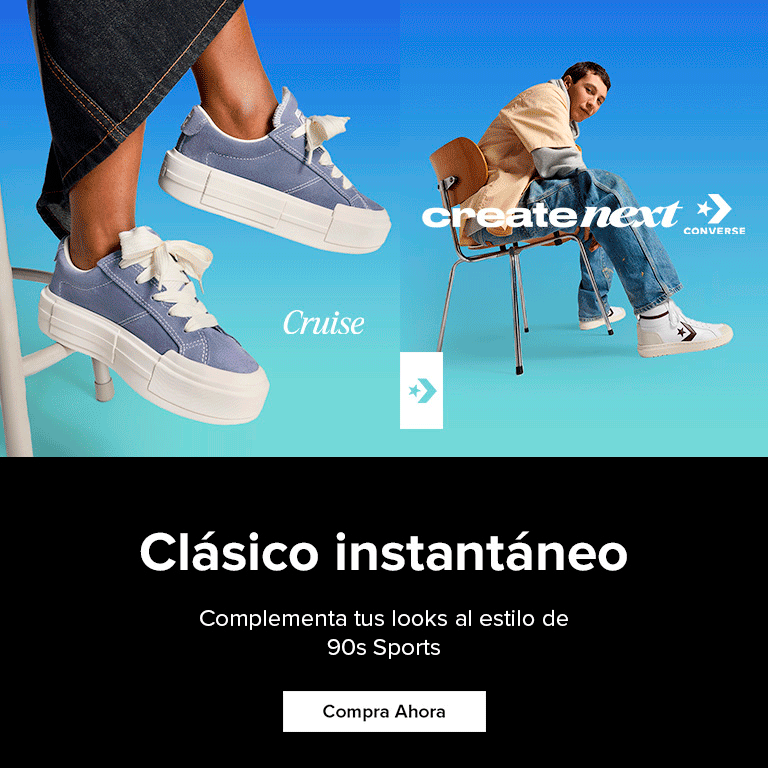 Cruise
create next
CONVERSE
Clásico instantáneo
Complementa tus looks al estilo de
90s Sports
Compra Ahora